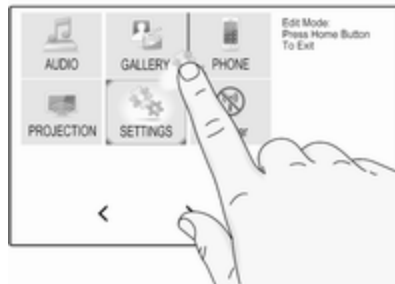 AUDIO
GALLERY
PHONE
Edit Mode:
Press Home Button
To Exit
PROJECTION
SETTINGS